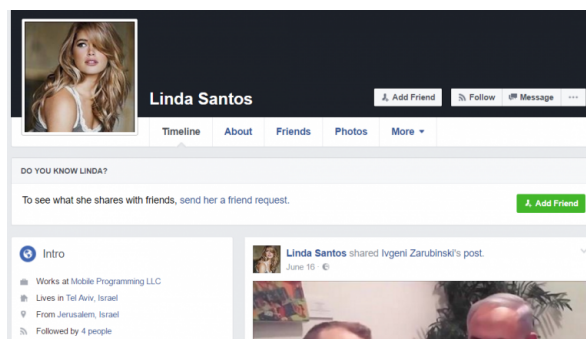 Linda Santos
Add Friend
Follow
Message
Timeline About Friends Photos More
DO YOU KNOW LINDA?
To see what she shares with friends, send her a friend request.
Add Friend
Intro
Works at Mobile Programming LLC
Lives in Tel Aviv, Israel
From Jerusalem, Israel
Followed by 4 people
Linda Santos shared Ivgeni Zarubinski's post.
June 16 ·